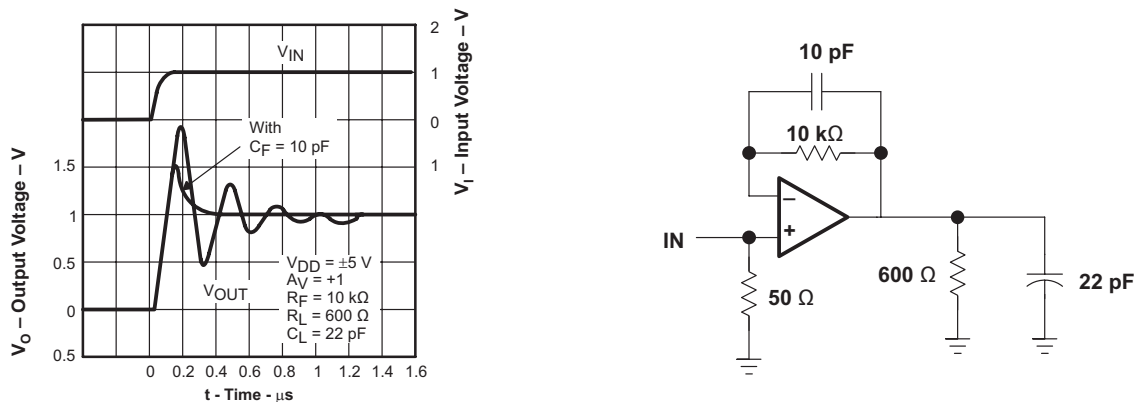 2
1
0
1
V_I – Input Voltage – V
V_IN
With
C_F = 10 pF
1.5
1
0.5
0
0.5
V_O – Output Voltage – V
V_OUT
V_DD = ±5 V
A_V = +1
R_F = 10 kΩ
R_L = 600 Ω
C_L = 22 pF
0 0.2 0.4 0.6 0.8 1 1.2 1.4 1.6
t - Time - μs
10 pF
10 kΩ
–
+
IN
50 Ω
600 Ω
22 pF